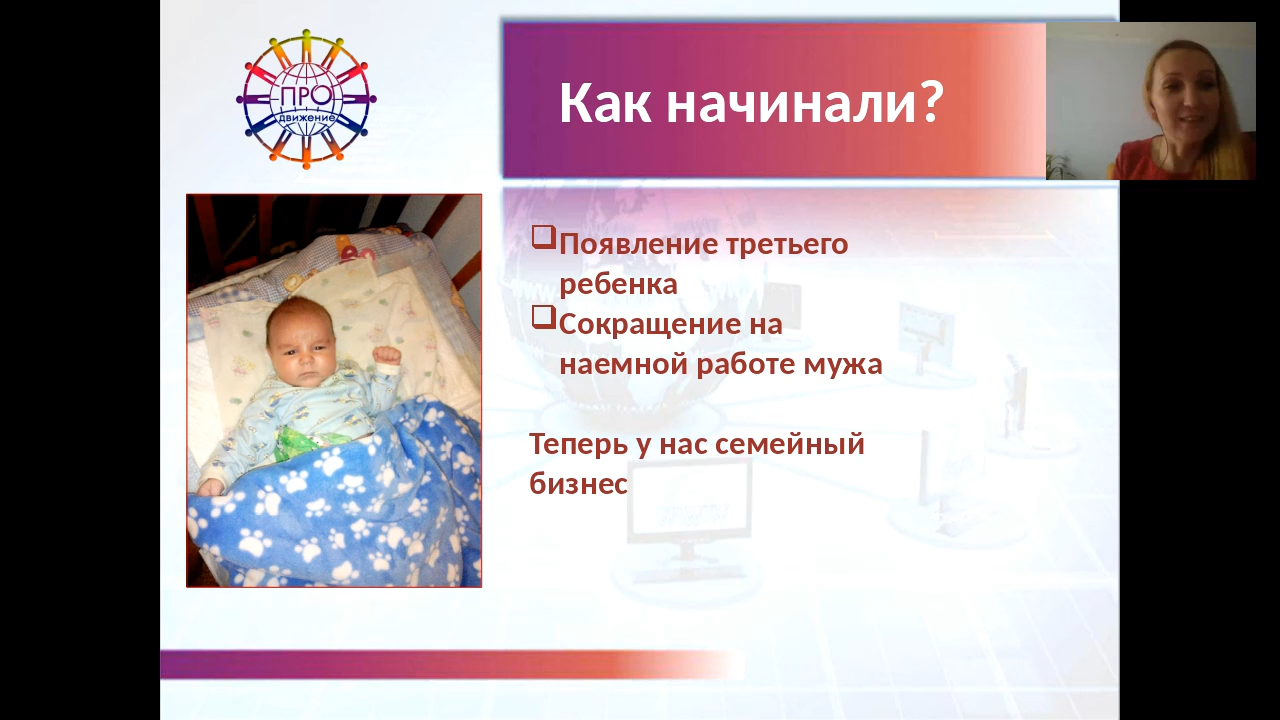 ПРО
движение
Как начинали?
Появление третьего
ребенка
Сокращение на
наемной работе мужа
Теперь у нас семейный
бизнес